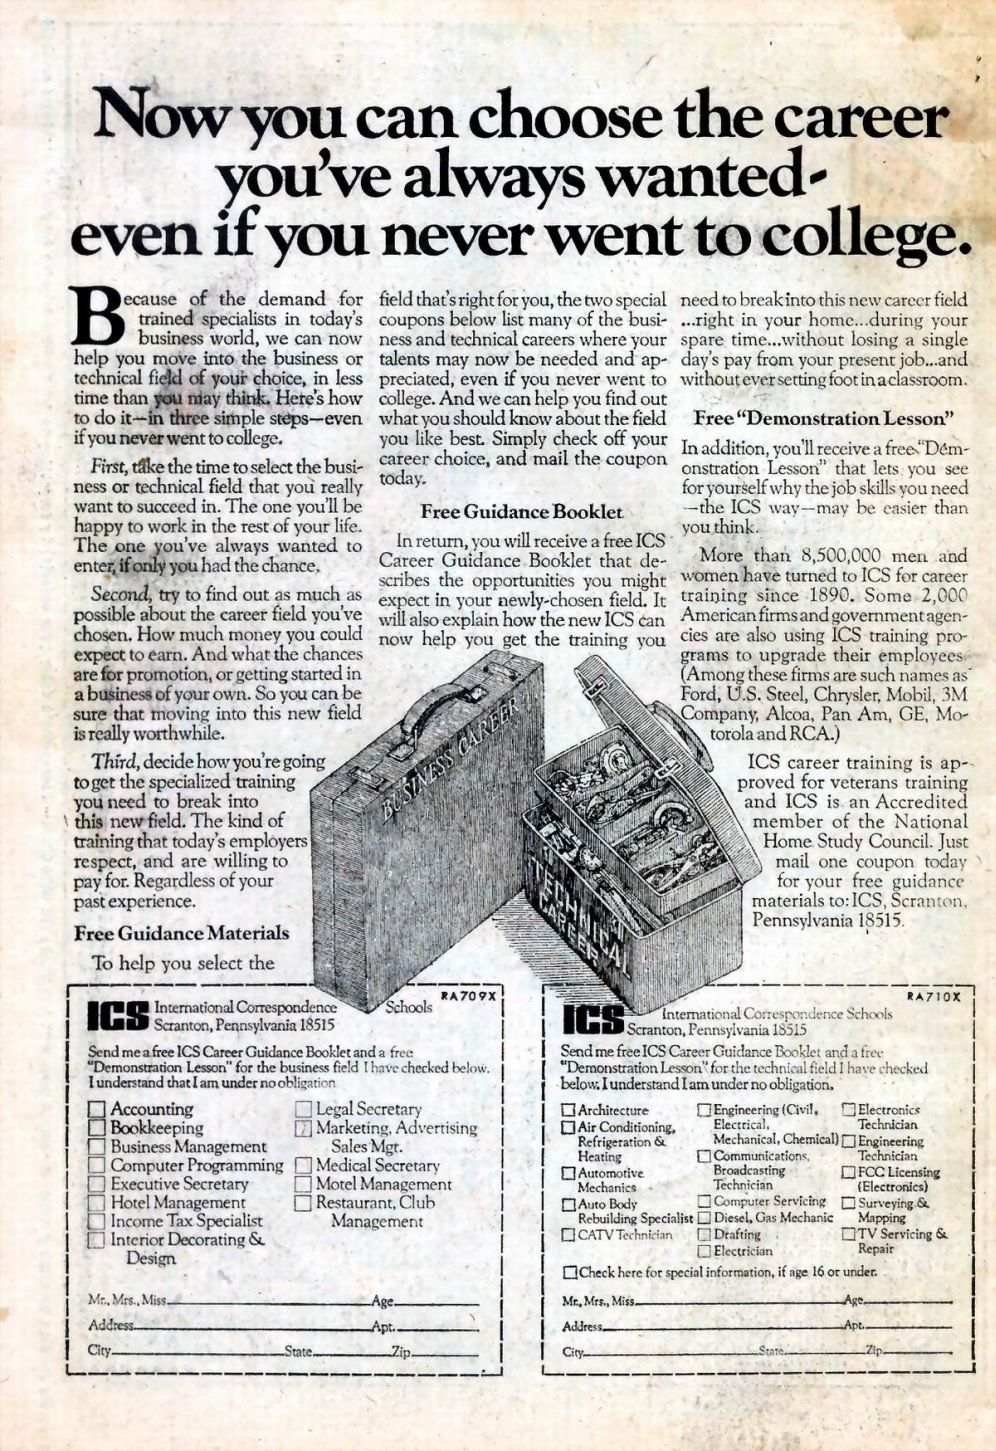 Now you can choose the career
you've always wanted-
even if you never went to college.
Because of the demand for
trained specialists in today's
business world, we can now
help you move into the business or
technical field of your choice, in less
time than you may think. Here's how
to do it—in three simple steps—even
if you never went to college.
First, take the time to select the busi-
ness or technical field that you really
want to succeed in. The one you'll be
happy to work in the rest of your life.
The one you've always wanted to
enter, if only you had the chance.
Second, try to find out as much as
possible about the career field you've
chosen. How much money you could
expect to earn. And what the chances
are for promotion, or getting started in
a business of your own. So you can be
sure that moving into this new field
is really worthwhile.
Third, decide how you're going
to get the specialized training
you need to break into
this new field. The kind of
training that today's employers
respect, and are willing to
pay for. Regardless of your
past experience.
Free Guidance Materials
To help you select the
field that's right for you, the two special
coupons below list many of the busi-
ness and technical careers where your
talents may now be needed and ap-
preciated, even if you never went to
college. And we can help you find out
what you should know about the field
you like best. Simply check off your
career choice, and mail the coupon
today.
Free Guidance Booklet
In return, you will receive a free ICS
Career Guidance Booklet that de-
scribes the opportunities you might
expect in your newly-chosen field. It
will also explain how the new ICS can
now help you get the training you
need to break into this new career field
...right in your home...during your
spare time...without losing a single
day's pay from your present job...and
without ever setting foot in a classroom.
Free "Demonstration Lesson"
In addition, you'll receive a free "Dem-
onstration Lesson" that lets you see
for yourself why the job skills you need
—the ICS way—may be easier than
you think.
More than 8,500,000 men and
women have turned to ICS for career
training since 1890. Some 2,000
American firms and government agen-
cies are also using ICS training pro-
grams to upgrade their employees.
(Among these firms are such names as
Ford, U.S. Steel, Chrysler, Mobil, 3M
Company, Alcoa, Pan Am, GE, Mo-
torola and RCA.)
ICS career training is ap-
proved for veterans training
and ICS is an Accredited
member of the National
Home Study Council. Just
mail one coupon today
for your free guidance
materials to: ICS, Scranton,
Pennsylvania 18515.
BUSINESS CAREER
TECHNICAL
CAREERS
RA709X
ICS International Correspondence Schools
Scranton, Pennsylvania 18515
Send me a free ICS Career Guidance Booklet and a free
"Demonstration Lesson" for the business field I have checked below.
I understand that I am under no obligation.
Accounting
Bookkeeping
Business Management
Computer Programming
Executive Secretary
Hotel Management
Income Tax Specialist
Interior Decorating &
Design
Legal Secretary
Marketing, Advertising
Sales Mgt.
Medical Secretary
Motel Management
Restaurant, Club
Management
Mr., Mrs., Miss Age
Address Apt.
City State Zip
RA710X
ICS International Correspondence Schools
Scranton, Pennsylvania 18515
Send me free ICS Career Guidance Booklet and a free
"Demonstration Lesson" for the technical field I have checked
below. I understand I am under no obligation.
Architecture
Air Conditioning,
Refrigeration &
Heating
Automotive
Mechanics
Auto Body
Rebuilding Specialist
CATV Technician
Engineering (Civil,
Electrical,
Mechanical, Chemical)
Communications,
Broadcasting
Technician
Computer Servicing
Diesel, Gas Mechanic
Drafting
Electrician
Electronics
Technician
Engineering
Technician
FCC Licensing
(Electronics)
Surveying &
Mapping
TV Servicing &
Repair
Check here for special information, if age 16 or under.
Mr., Mrs., Miss Age
Address Apt.
City State Zip